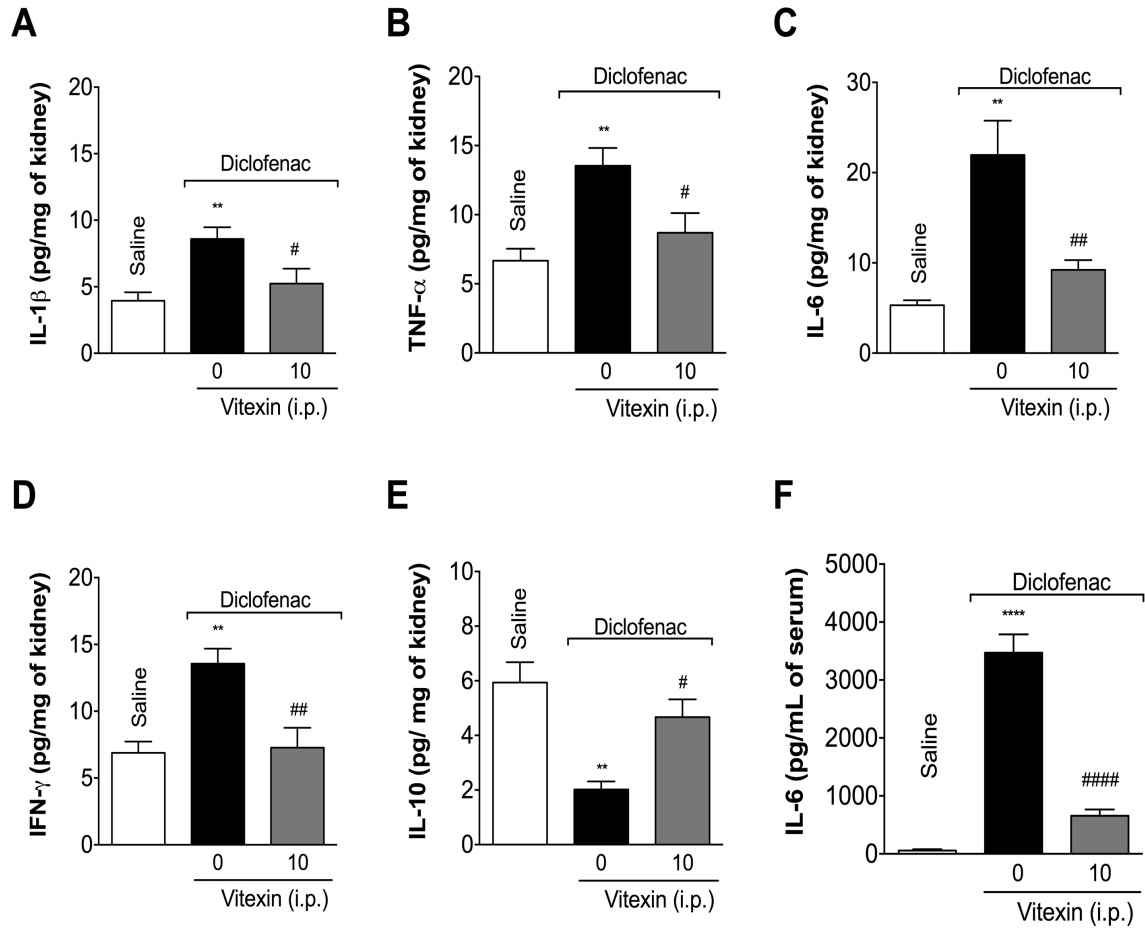 A
IL-1β (pg/mg of kidney)
20
15
10
5
0
Saline
Diclofenac
**
#
0 10
Vitexin (i.p.)
B
TNF-α (pg/mg of kidney)
20
15
10
5
0
Saline
Diclofenac
**
#
0 10
Vitexin (i.p.)
C
IL-6 (pg/mg of kidney)
30
20
10
0
Saline
Diclofenac
**
##
0 10
Vitexin (i.p.)
D
IFN-γ (pg/mg of kidney)
20
15
10
5
0
Saline
Diclofenac
**
##
0 10
Vitexin (i.p.)
E
IL-10 (pg/ mg of kidney)
10
8
6
4
2
0
Saline
Diclofenac
**
#
0 10
Vitexin (i.p.)
F
IL-6 (pg/mL of serum)
5000
4000
3000
2000
1000
0
Saline
Diclofenac
****
####
0 10
Vitexin (i.p.)